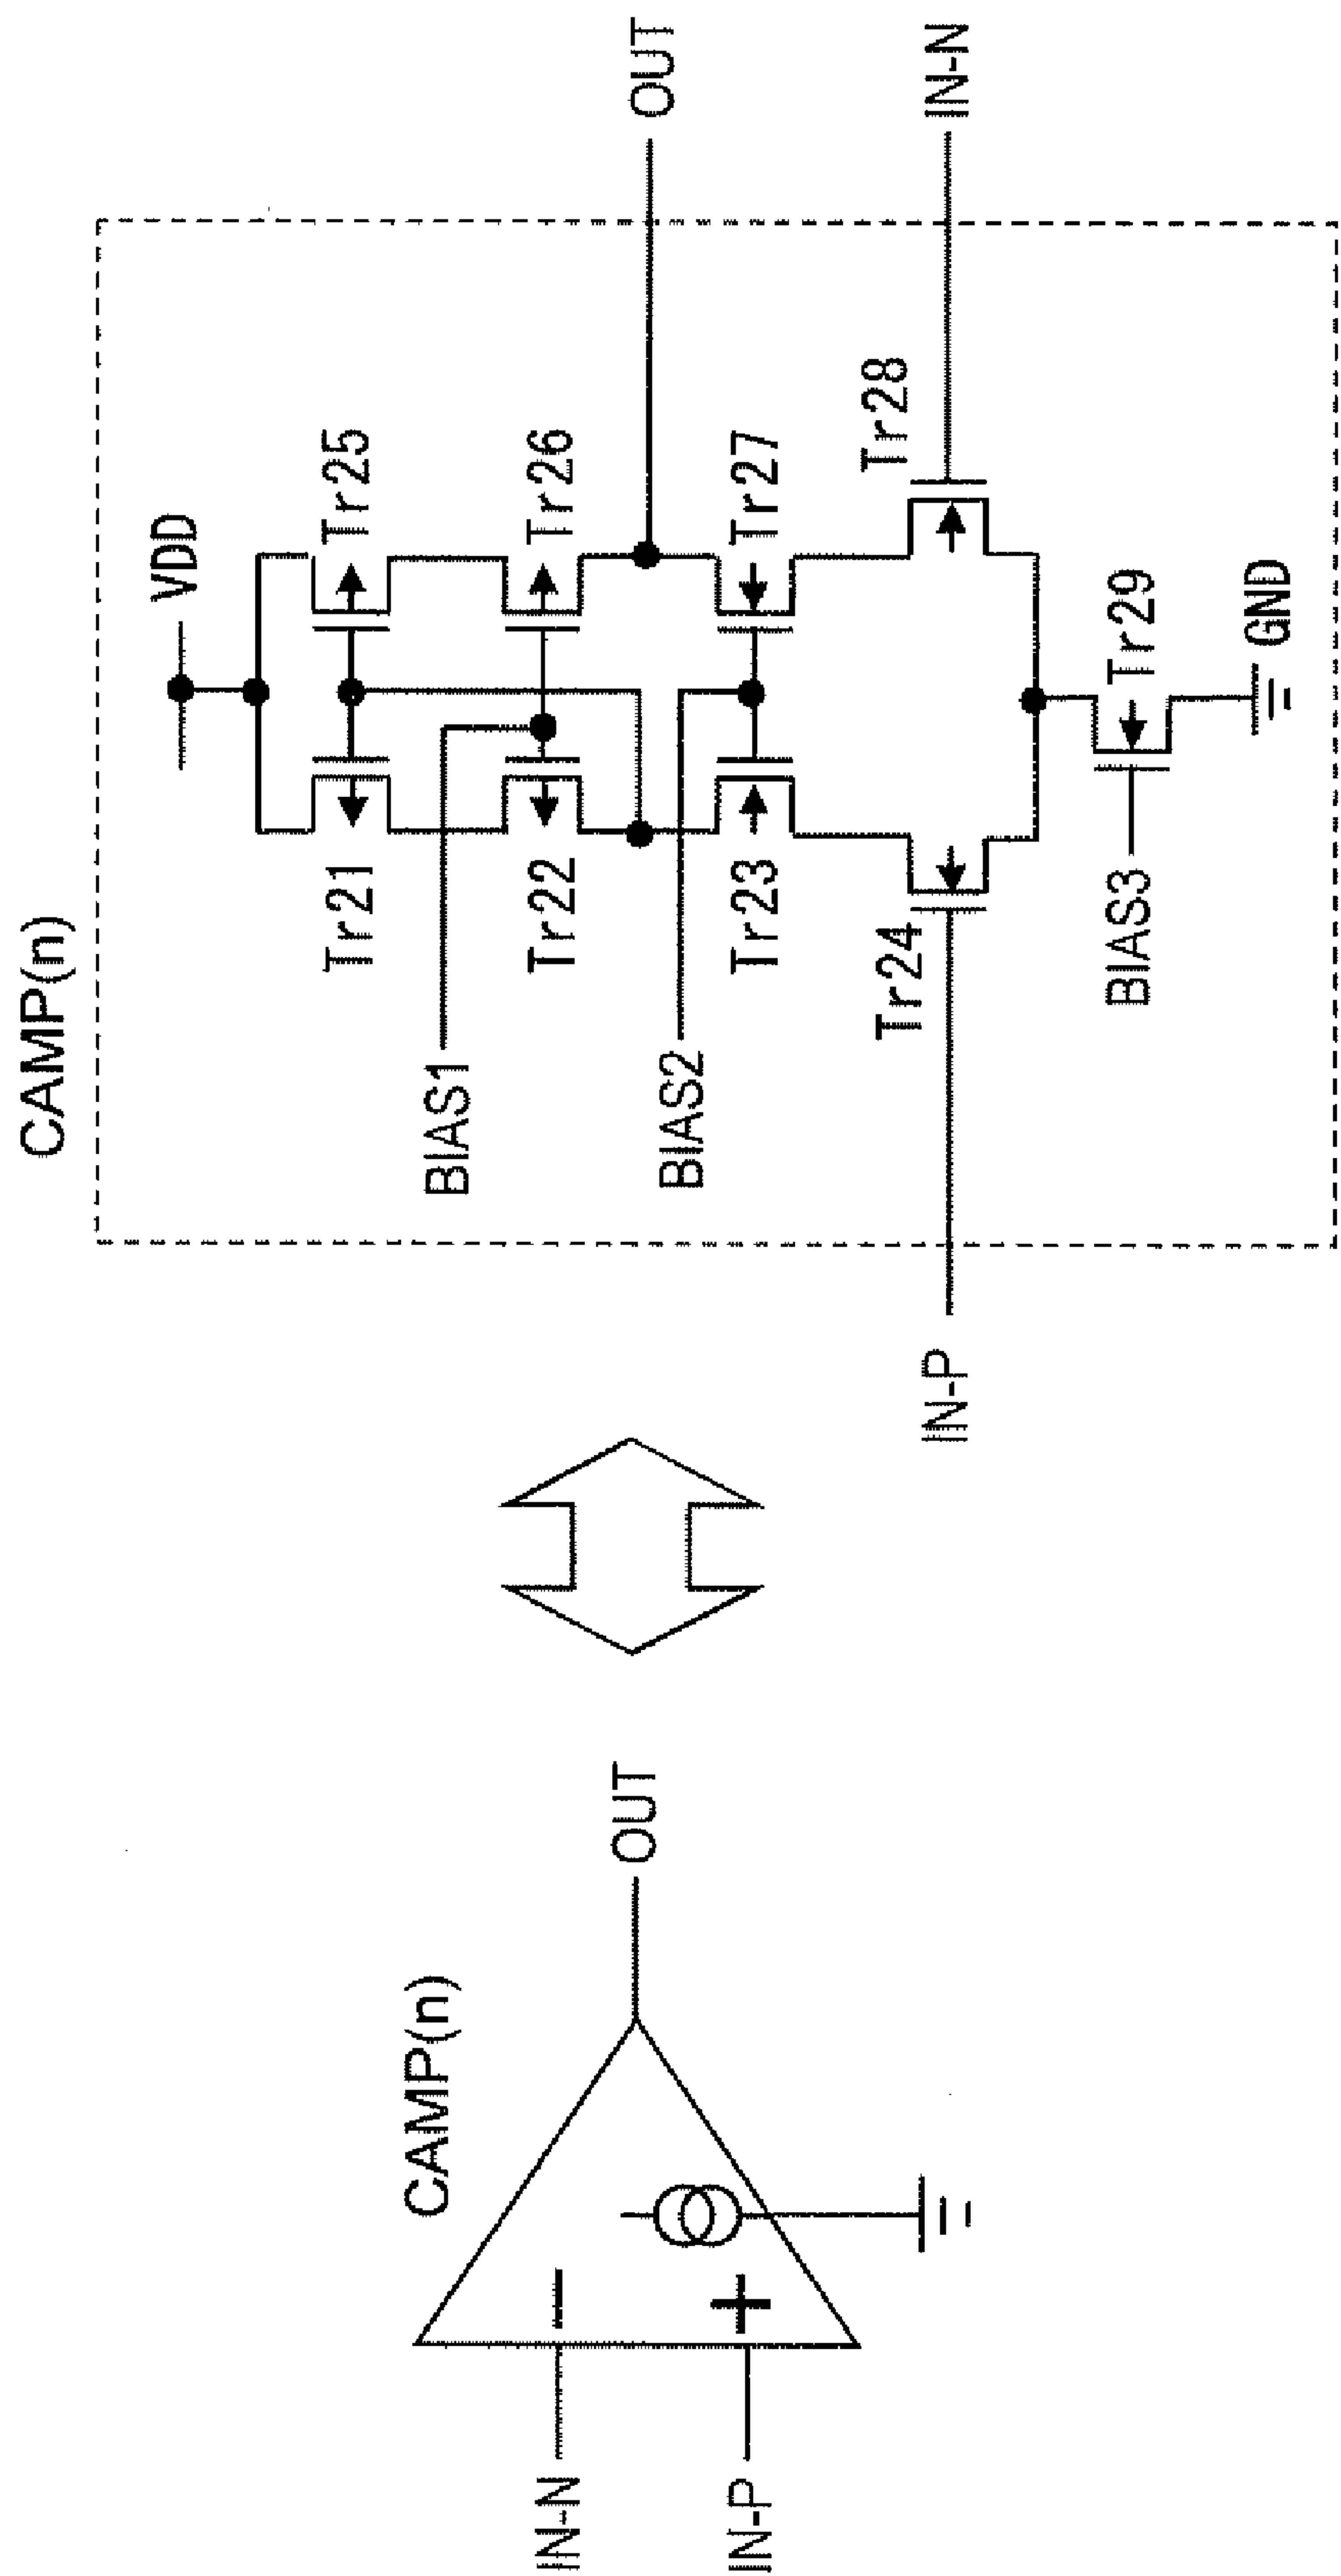 CAMP(n)
IN-N
IN-P
OUT
CAMP(n)
VDD
Tr21
Tr25
BIAS1
Tr22
Tr26
OUT
BIAS2
Tr23
Tr27
Tr24
Tr28
IN-P
IN-N
BIAS3
Tr29
GND